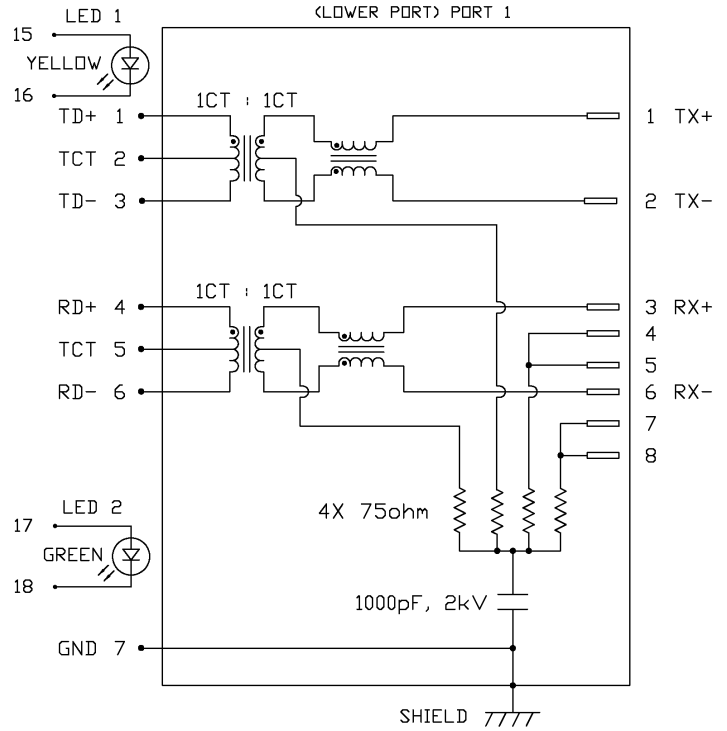 (LOWER PORT) PORT 1
LED 1
15
YELLOW
16
1CT : 1CT
TD+ 1
1 TX+
TCT 2
TD- 3
2 TX-
1CT : 1CT
RD+ 4
3 RX+
4
TCT 5
5
RD- 6
6 RX-
7
8
LED 2
4X 75ohm
17
GREEN
18
1000pF, 2kV
GND 7
SHIELD